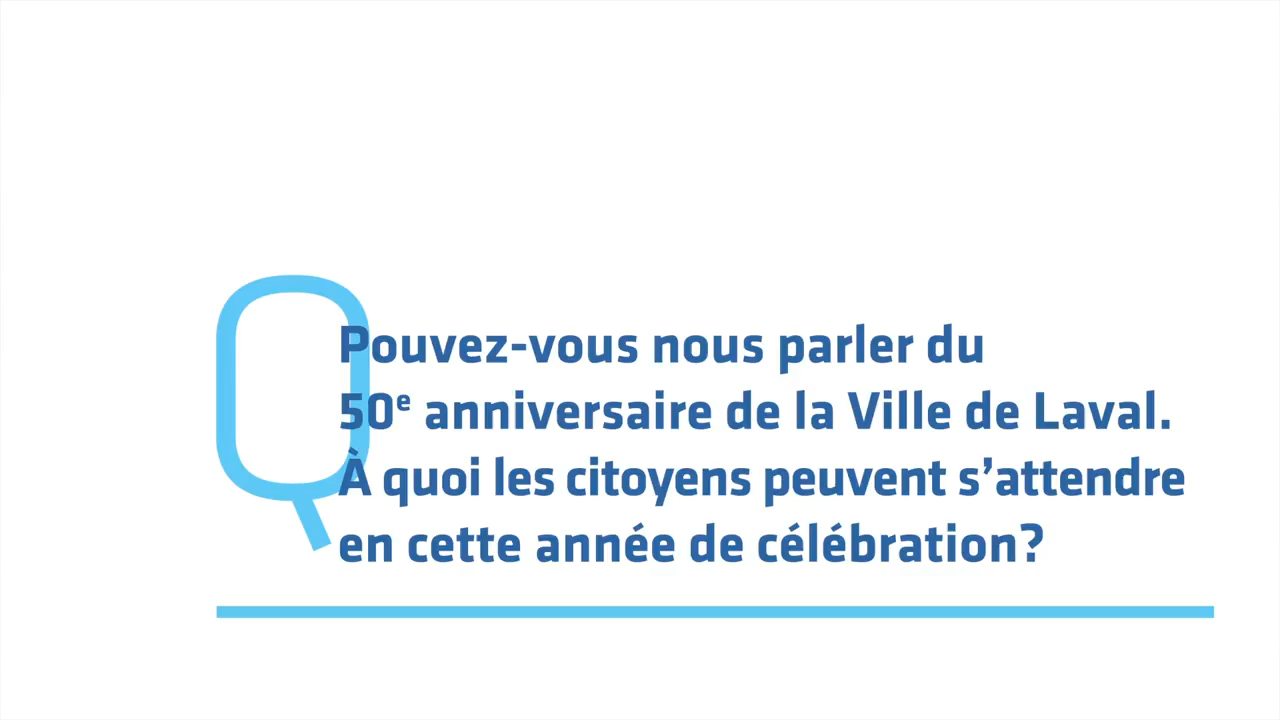 Q
Pouvez-vous nous parler du
50e anniversaire de la Ville de Laval.
À quoi les citoyens peuvent s’attendre
en cette année de célébration?